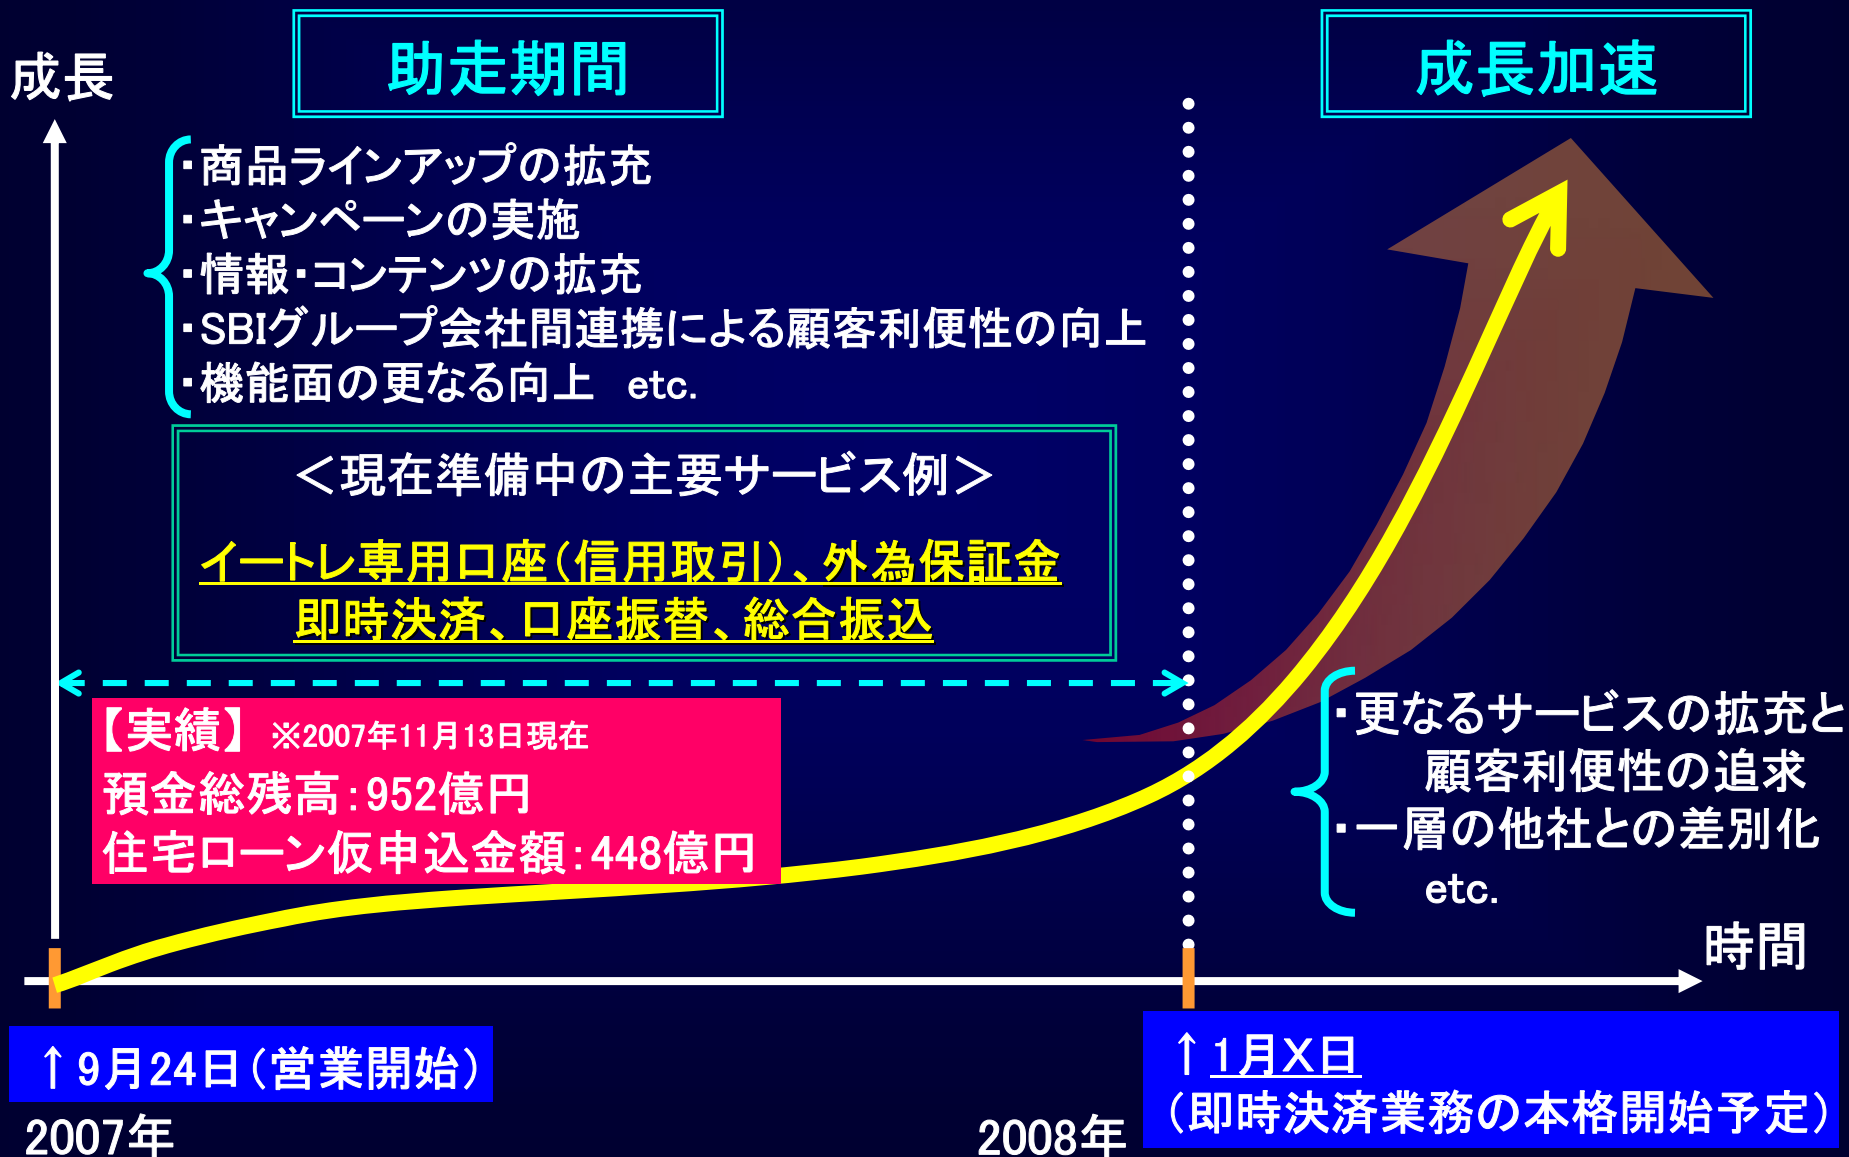 助走期間
成長加速
成長
・商品ラインアップの拡充
・キャンペーンの実施
・情報・コンテンツの拡充
・SBIグループ会社間連携による顧客利便性の向上
・機能面の更なる向上　etc.
＜現在準備中の主要サービス例＞
イートレ専用口座（信用取引）、外為保証金
即時決済、口座振替、総合振込
【実績】 ※2007年11月13日現在
預金総残高：952億円
住宅ローン仮申込金額：448億円
・更なるサービスの拡充と
顧客利便性の追求
・一層の他社との差別化
etc.
時間
↑9月24日（営業開始）
2007年
2008年
↑1月X日
（即時決済業務の本格開始予定）